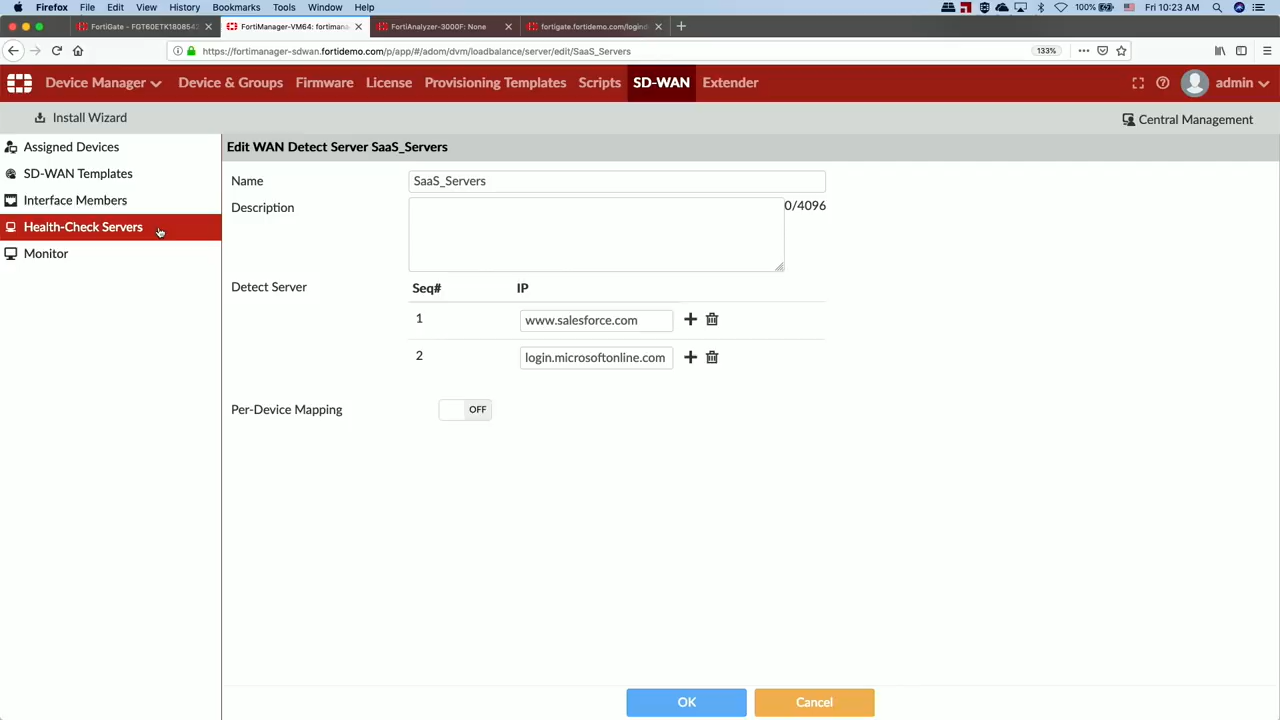 Firefox File Edit View History Bookmarks Tools Window Help 100% Fri 10:23 AM
FortiGate - FGT60ETK1808542
FortiManager-VM64: fortimana
FortiAnalyzer-3000F: None
fortigate.fortidemo.com/logind
https://fortimanager-sdwan.fortidemo.com/p/app/#/adom/dvm/loadbalance/server/edit/SaaS_Servers 133%
Device Manager Device & Groups Firmware License Provisioning Templates Scripts SD-WAN Extender admin
Install Wizard Central Management
Assigned Devices
SD-WAN Templates
Interface Members
Health-Check Servers
Monitor
Edit WAN Detect Server SaaS_Servers
Name SaaS_Servers
Description 0/4096
Detect Server Seq# IP
1 www.salesforce.com
2 login.microsoftonline.com
Per-Device Mapping OFF
OK Cancel